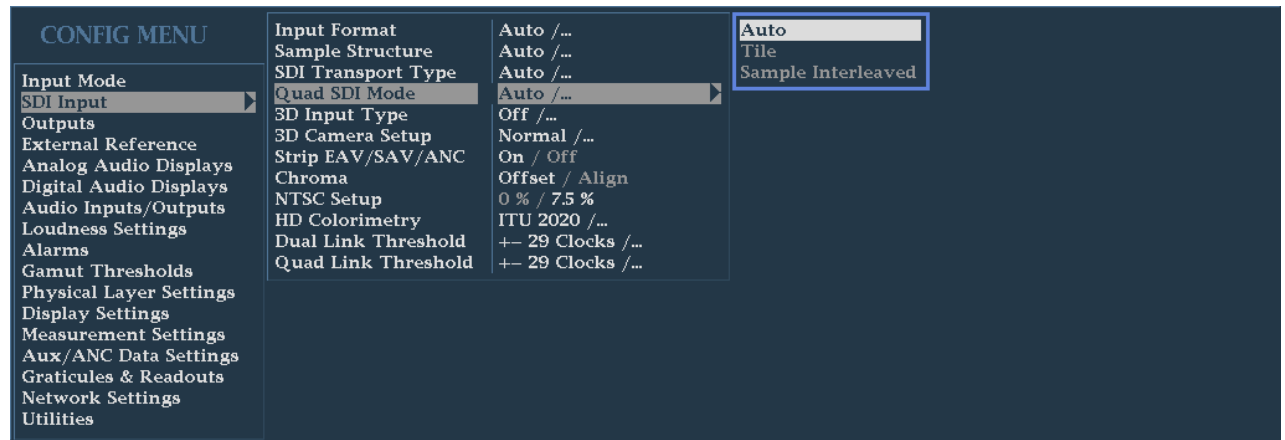 CONFIG MENU
Input Mode
SDI Input
Outputs
External Reference
Analog Audio Displays
Digital Audio Displays
Audio Inputs/Outputs
Loudness Settings
Alarms
Gamut Thresholds
Physical Layer Settings
Display Settings
Measurement Settings
Aux/ANC Data Settings
Graticules & Readouts
Network Settings
Utilities
Input Format Auto /...
Sample Structure Auto /...
SDI Transport Type Auto /...
Quad SDI Mode Auto /...
3D Input Type Off /...
3D Camera Setup Normal /...
Strip EAV/SAV/ANC On / Off
Chroma Offset / Align
NTSC Setup 0 % / 7.5 %
HD Colorimetry ITU 2020 /...
Dual Link Threshold +− 29 Clocks /...
Quad Link Threshold +− 29 Clocks /...
Auto
Tile
Sample Interleaved